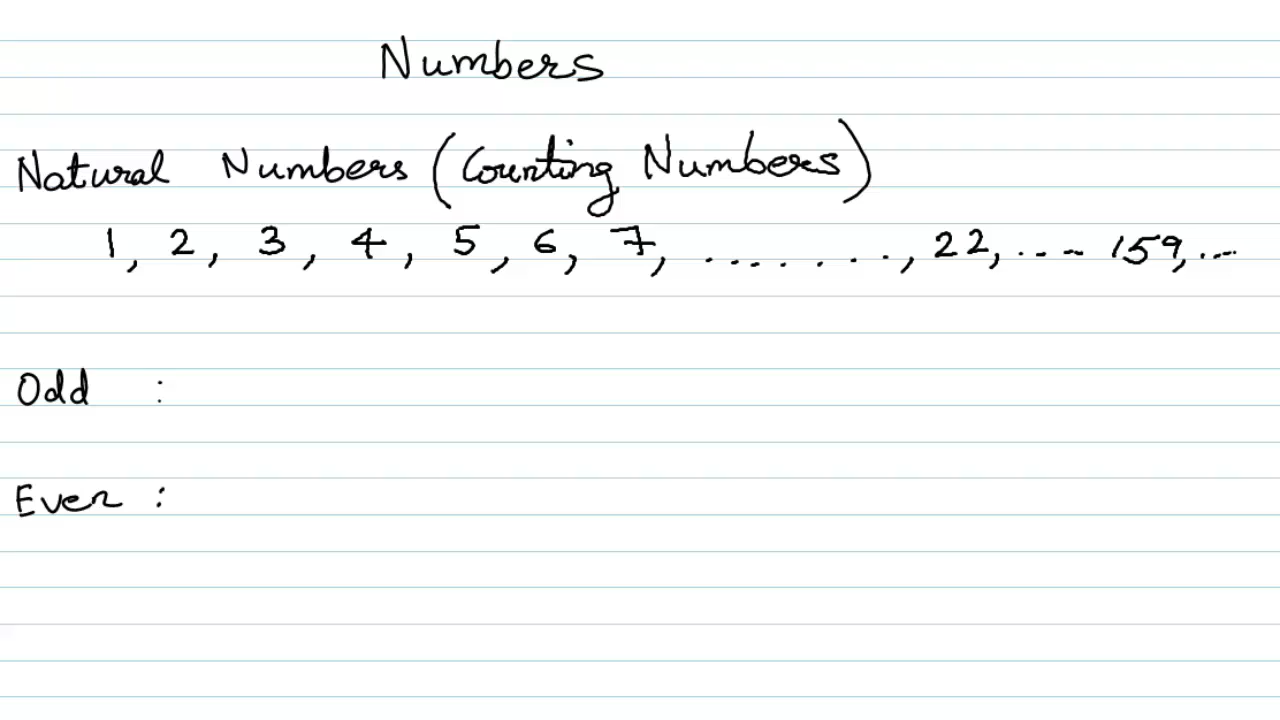 Numbers
Natural Numbers (Counting Numbers)
1, 2, 3, 4, 5, 6, 7, ........, 22, .... 159, ...
Odd :
Even :